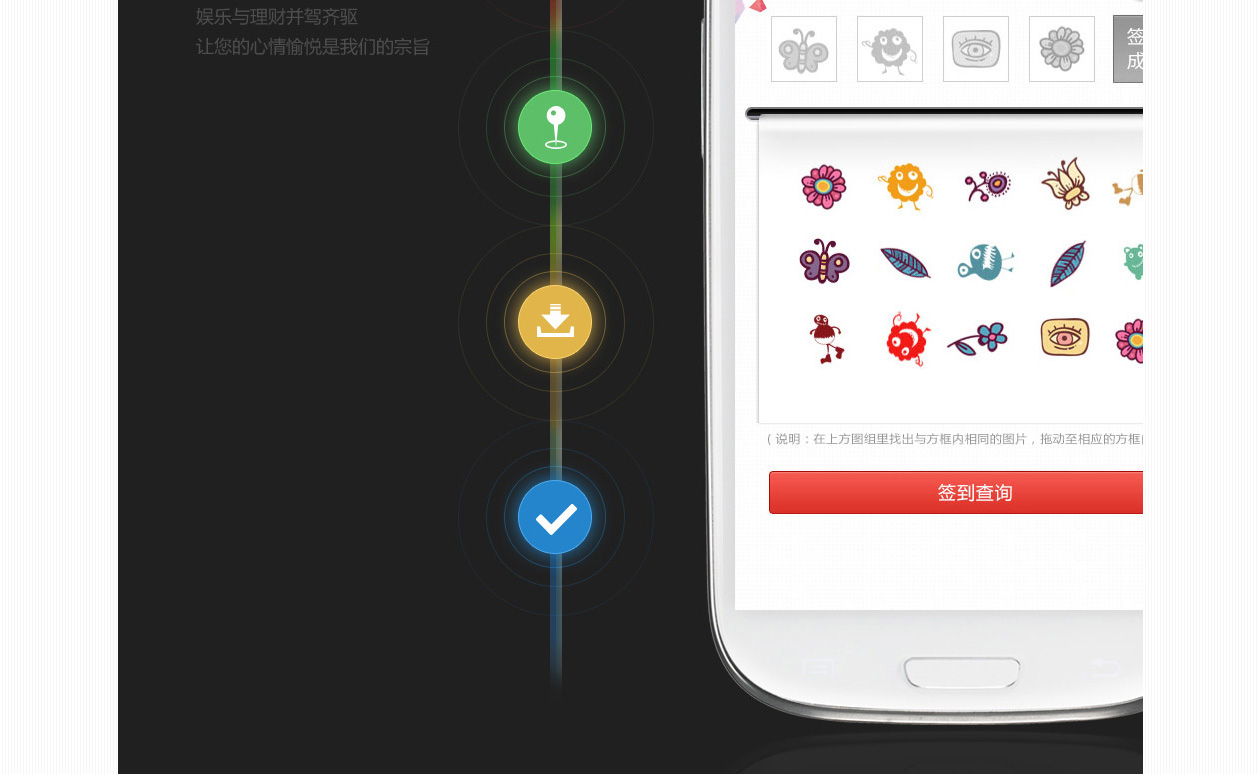 娱乐与理财并驾齐驱
让您的心情愉悦是我们的宗旨
签
成
( 说明：在上方图组里找出与方框内相同的图片，拖动至相应的方框
签到查询